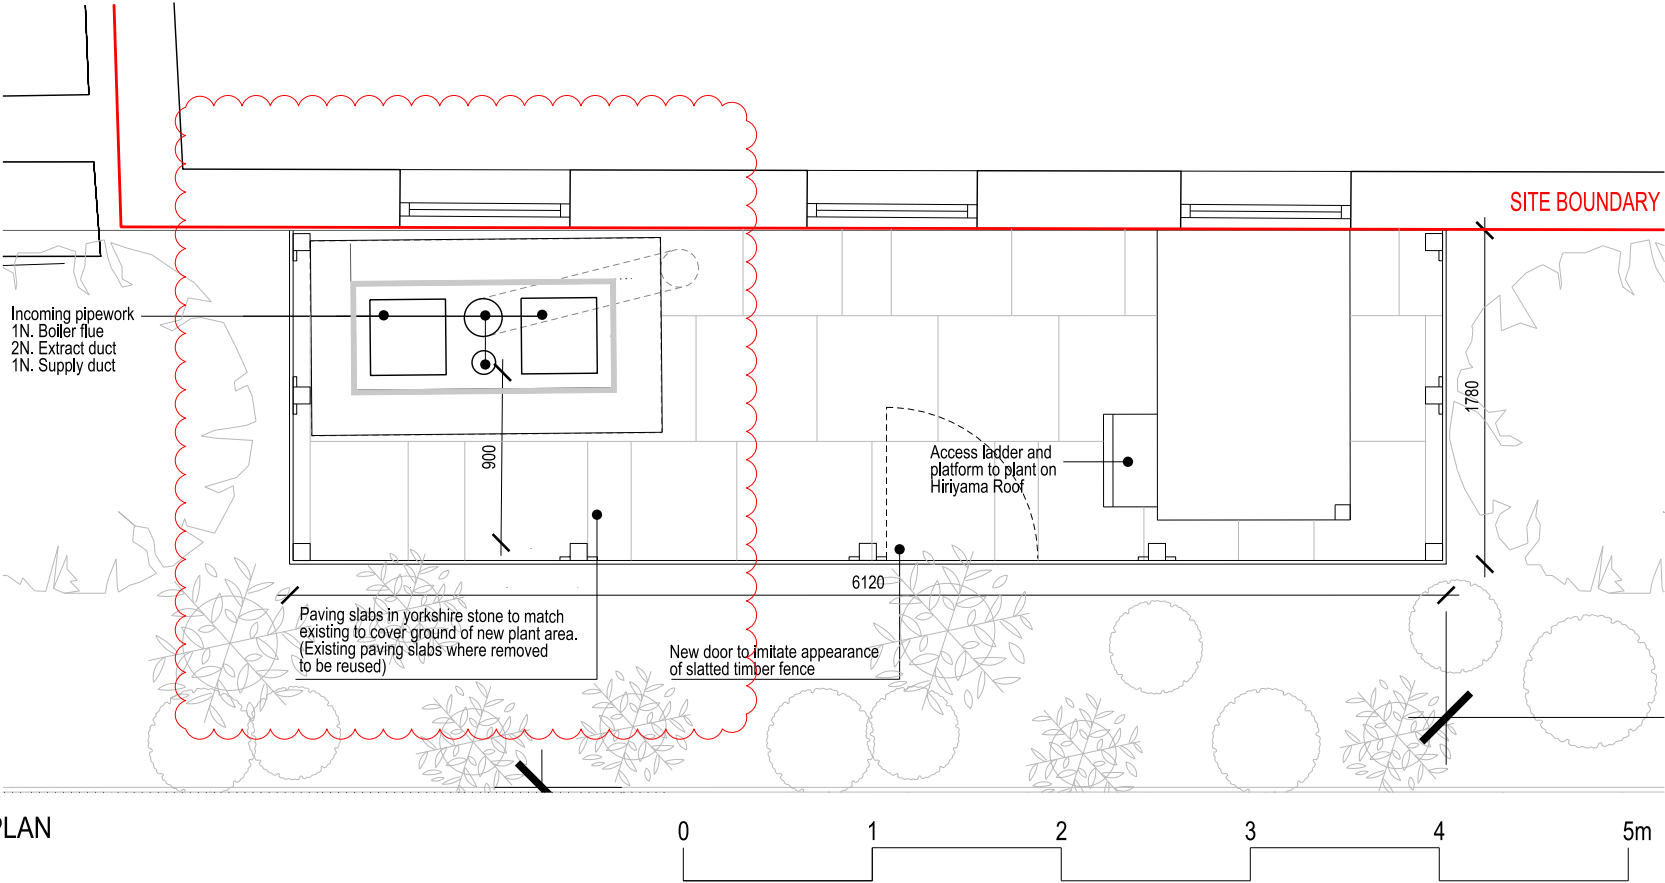 SITE BOUNDARY
Incoming pipework
1N. Boiler flue
2N. Extract duct
1N. Supply duct
900
1780
Access ladder and
platform to plant on
Hiriyama Roof
6120
Paving slabs in yorkshire stone to match
existing to cover ground of new plant area.
(Existing paving slabs where removed
to be reused)
New door to imitate appearance
of slatted timber fence
PLAN
0 1 2 3 4 5m